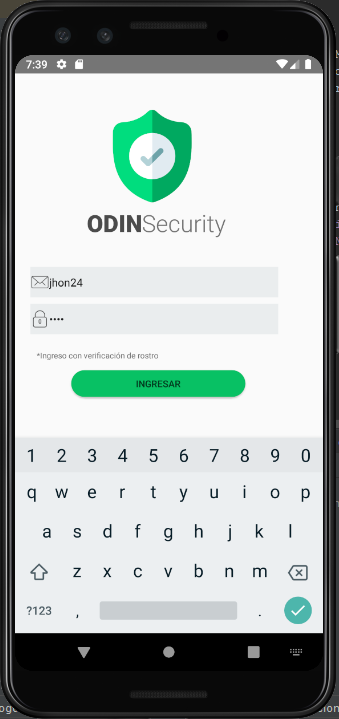 7:39
ODINSecurity
jhon24
••••
*Ingreso con verificación de rostro
INGRESAR
1 2 3 4 5 6 7 8 9 0
q w e r t y u i o p
a s d f g h j k l
z x c v b n m
?123 , .